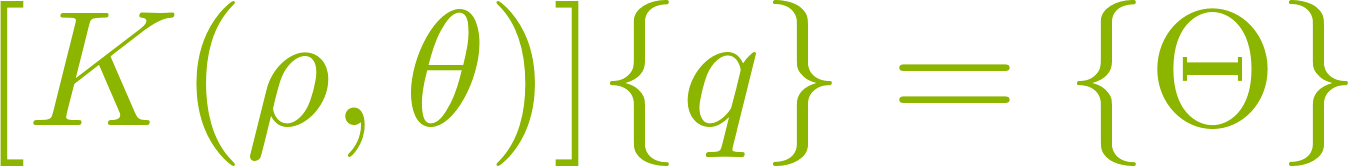 [K(ρ, θ)]{q} = {Θ}